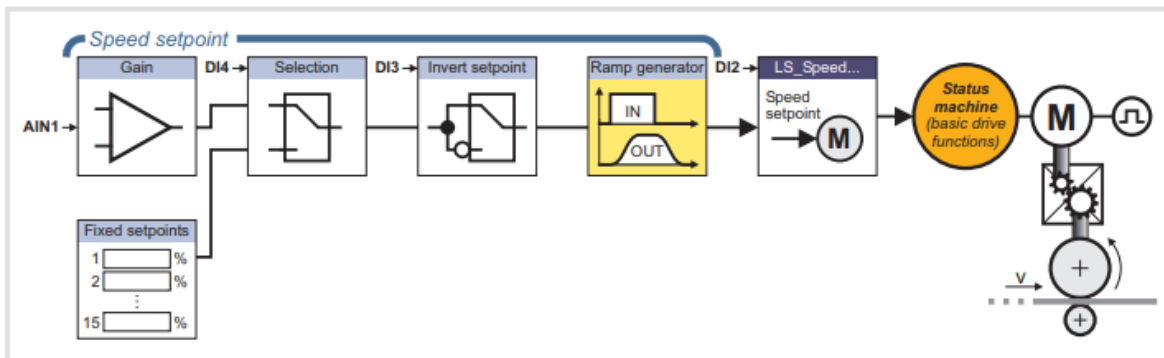 Speed setpoint
Gain
DI4
Selection
DI3
Invert setpoint
Ramp generator
DI2
LS_Speed...
AIN1
IN
OUT
Speed
setpoint
M
Status
machine
(basic drive
functions)
M
Fixed setpoints
1 %
2 %
15 %
V